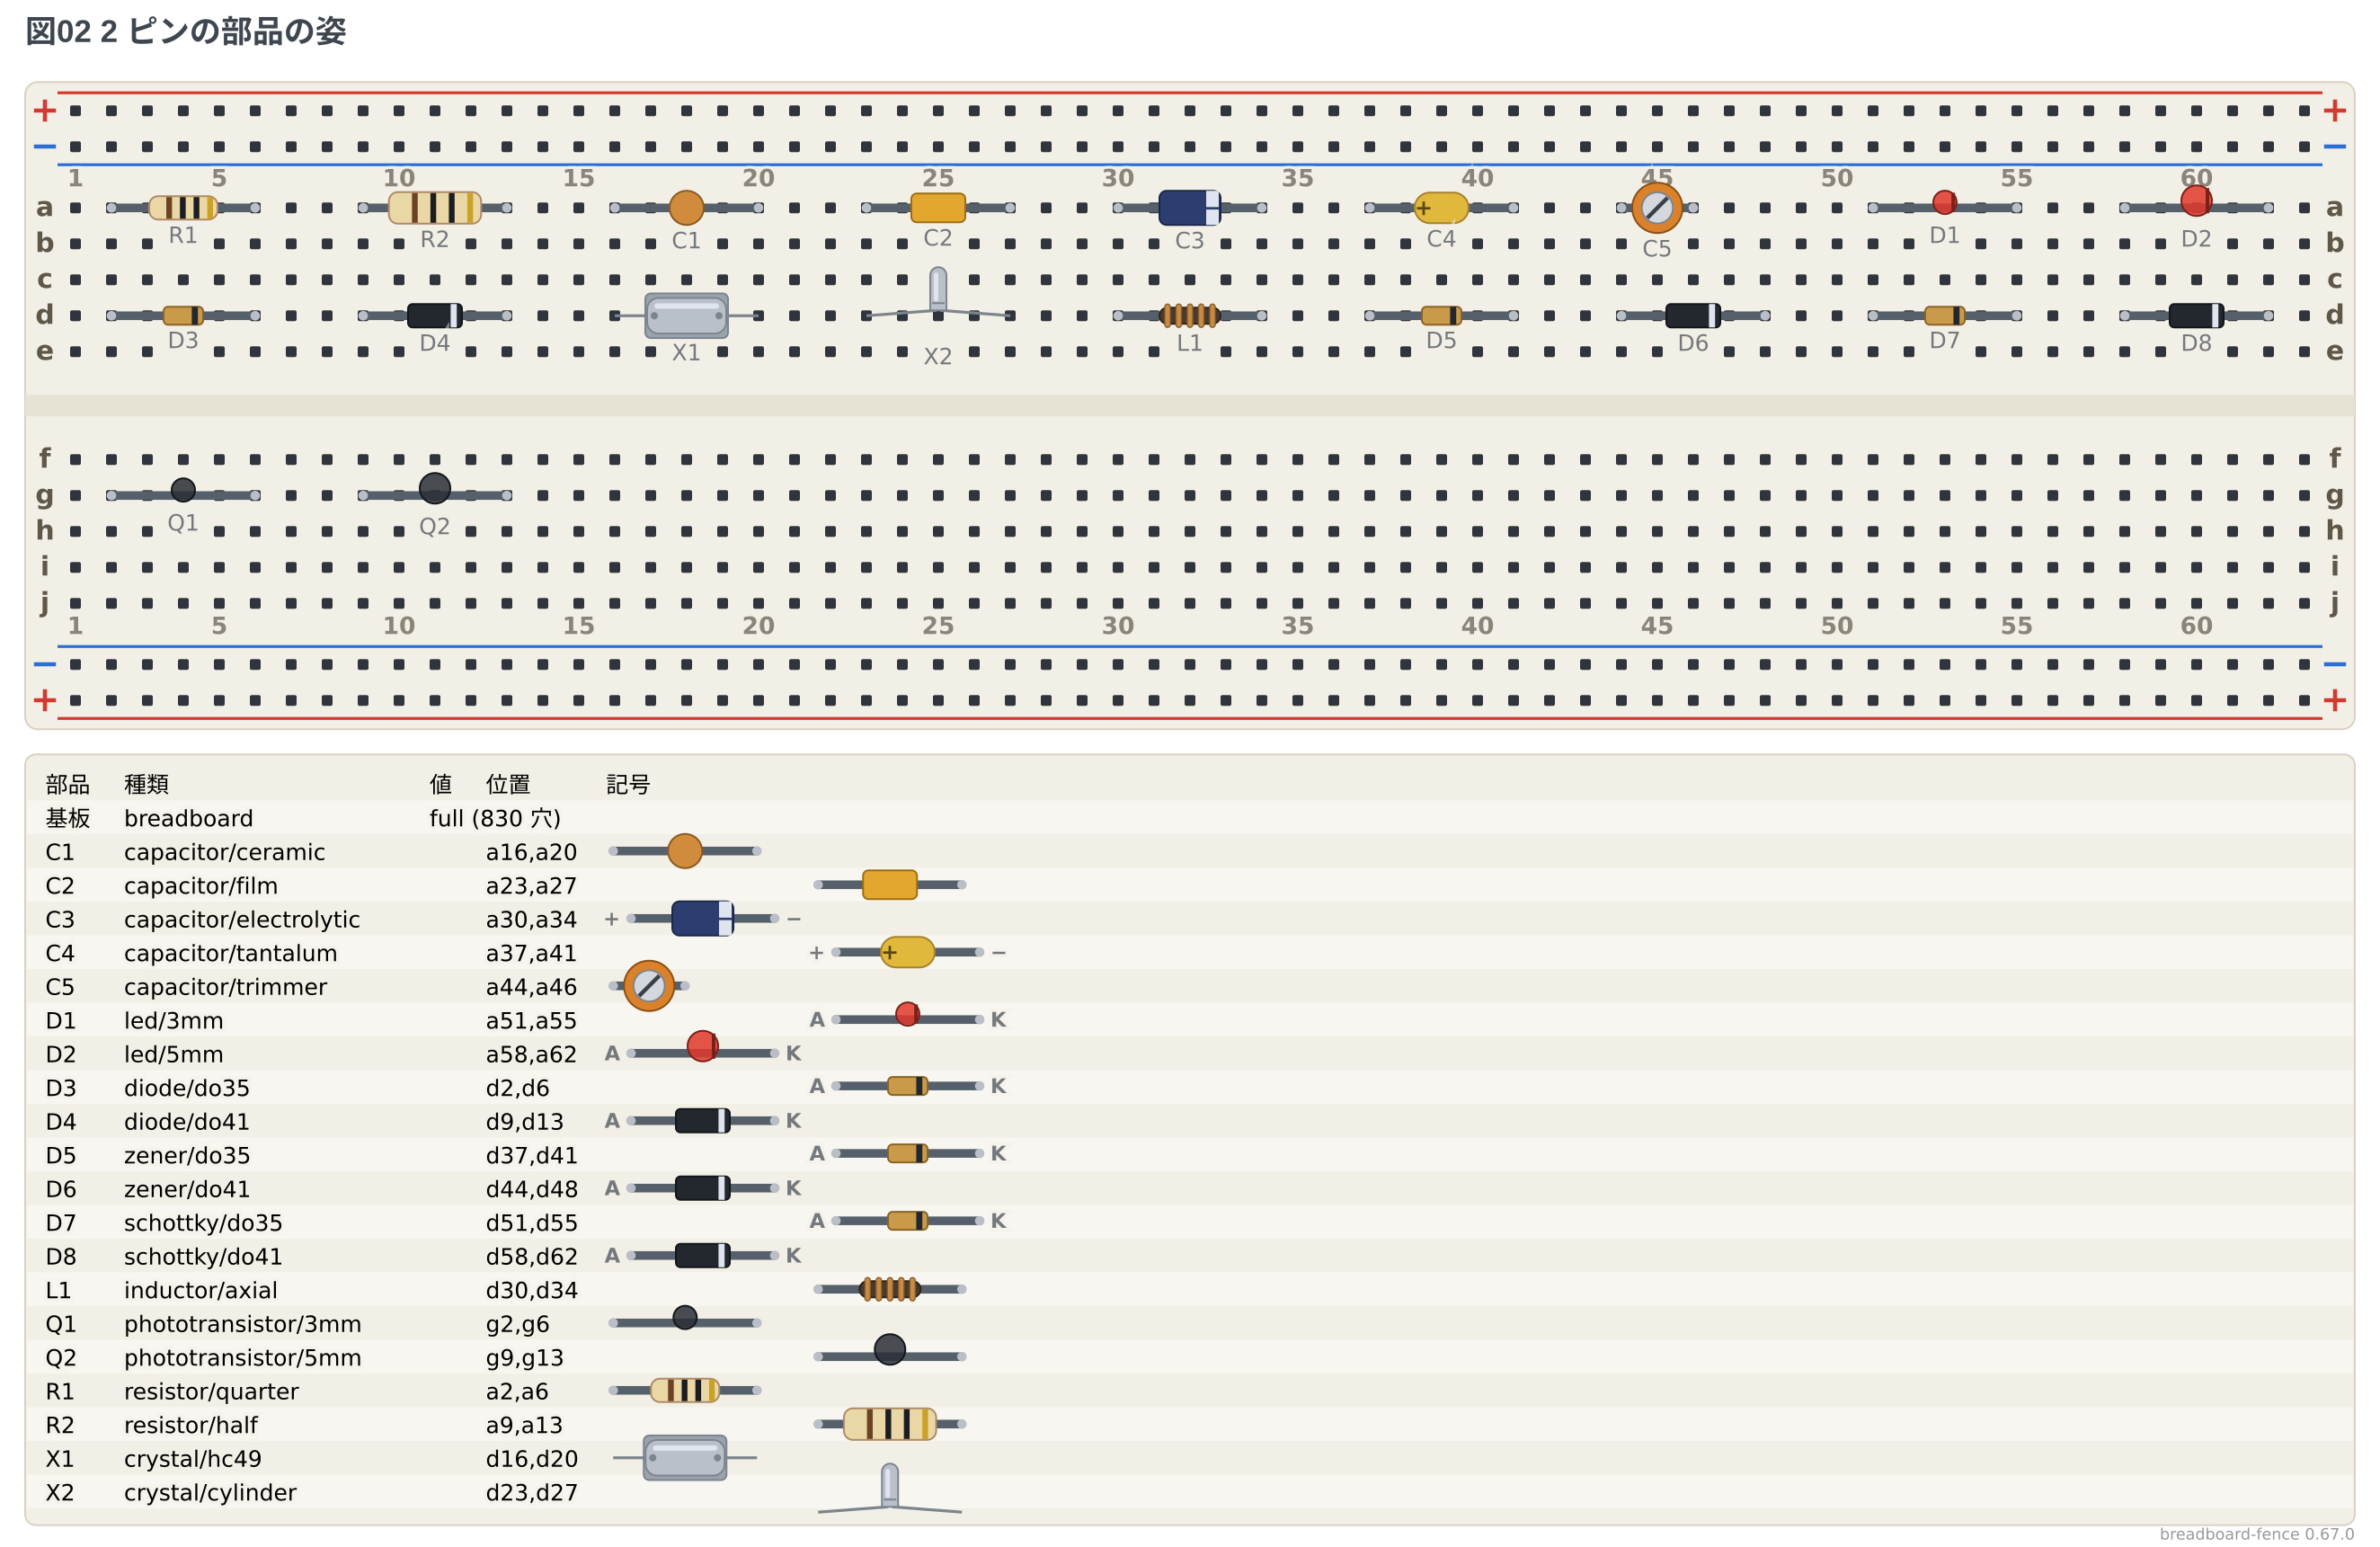 図02 2 ピンの部品の姿
+ +
− −
1 5 10 15 20 25 30 35 40 45 50 55 60
a a
R1 R2 C1 C2 C3 + C4 C5 D1 D2
b b
c c
d d
D3 D4 X1 X2 L1 D5 D6 D7 D8
e e
f f
g g
Q1 Q2
h h
i i
j j
1 5 10 15 20 25 30 35 40 45 50 55 60
− −
+ +
部品 種類 値 位置 記号
基板 breadboard full (830 穴)
C1 capacitor/ceramic a16,a20
C2 capacitor/film a23,a27
C3 capacitor/electrolytic a30,a34 + −
C4 capacitor/tantalum a37,a41 + + −
C5 capacitor/trimmer a44,a46
D1 led/3mm a51,a55 A K
D2 led/5mm a58,a62 A K
D3 diode/do35 d2,d6 A K
D4 diode/do41 d9,d13 A K
D5 zener/do35 d37,d41 A K
D6 zener/do41 d44,d48 A K
D7 schottky/do35 d51,d55 A K
D8 schottky/do41 d58,d62 A K
L1 inductor/axial d30,d34
Q1 phototransistor/3mm g2,g6
Q2 phototransistor/5mm g9,g13
R1 resistor/quarter a2,a6
R2 resistor/half a9,a13
X1 crystal/hc49 d16,d20
X2 crystal/cylinder d23,d27
breadboard-fence 0.67.0